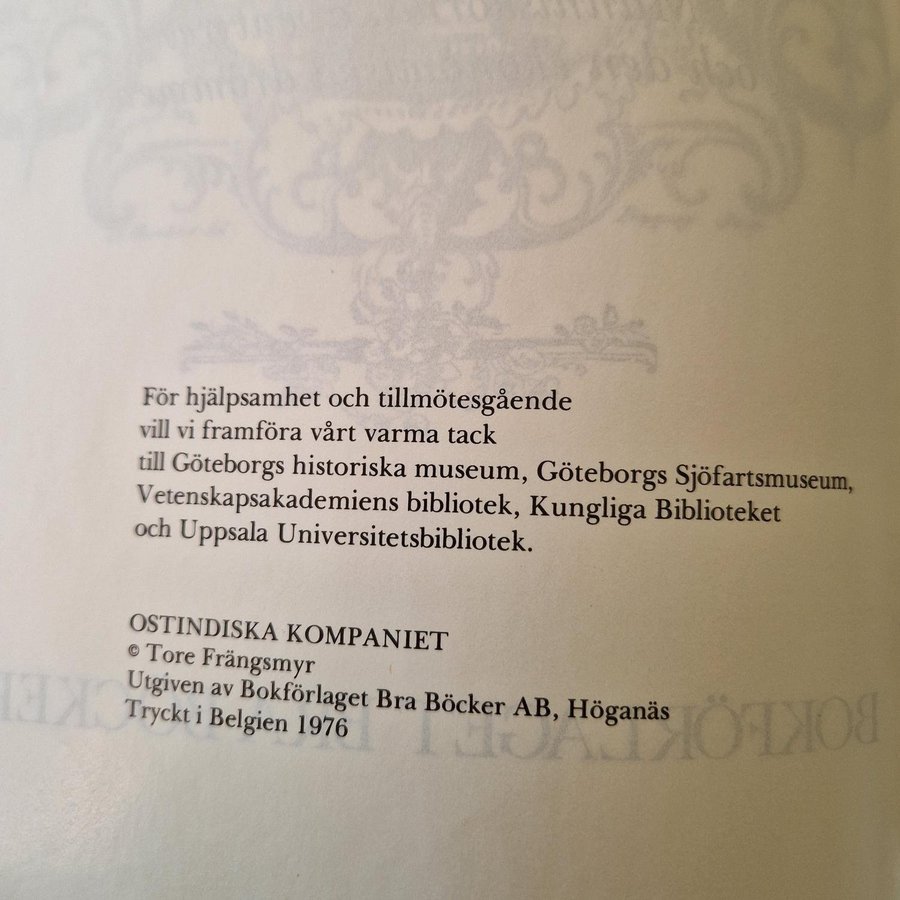 För hjälpsamhet och tillmötesgående
vill vi framföra vårt varma tack
till Göteborgs historiska museum, Göteborgs Sjöfartsmuseum,
Vetenskapsakademiens bibliotek, Kungliga Biblioteket
och Uppsala Universitetsbibliotek.
OSTINDISKA KOMPANIET
© Tore Frängsmyr
Utgiven av Bokförlaget Bra Böcker AB, Höganäs
Tryckt i Belgien 1976